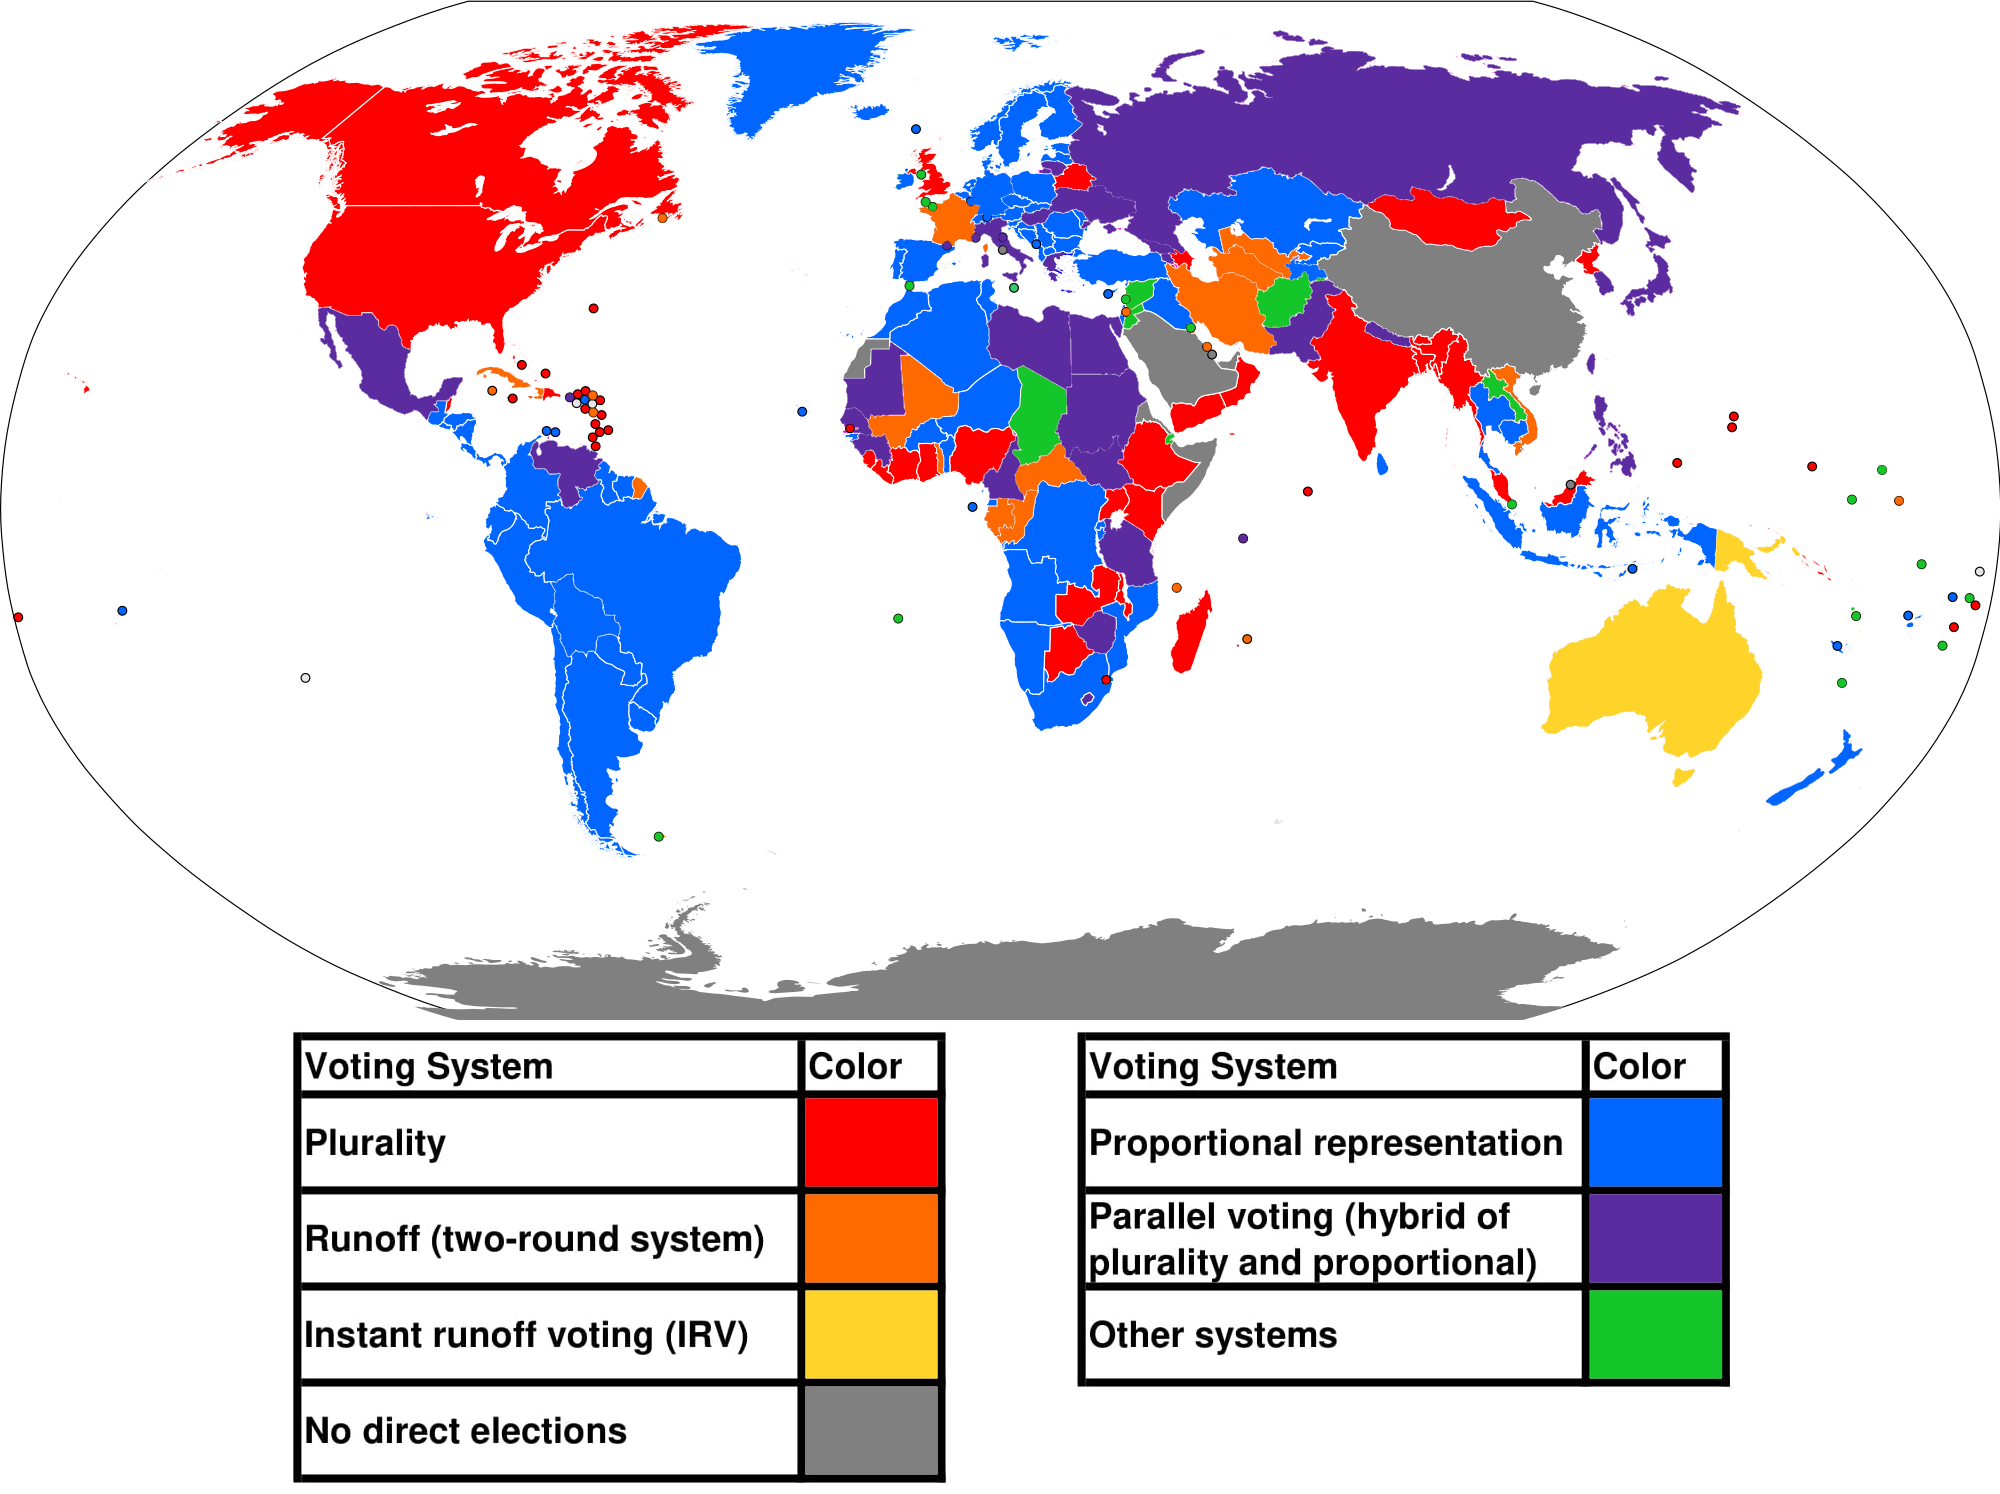 Voting System Color
Plurality
Runoff (two-round system)
Instant runoff voting (IRV)
No direct elections
Voting System Color
Proportional representation
Parallel voting (hybrid of
plurality and proportional)
Other systems